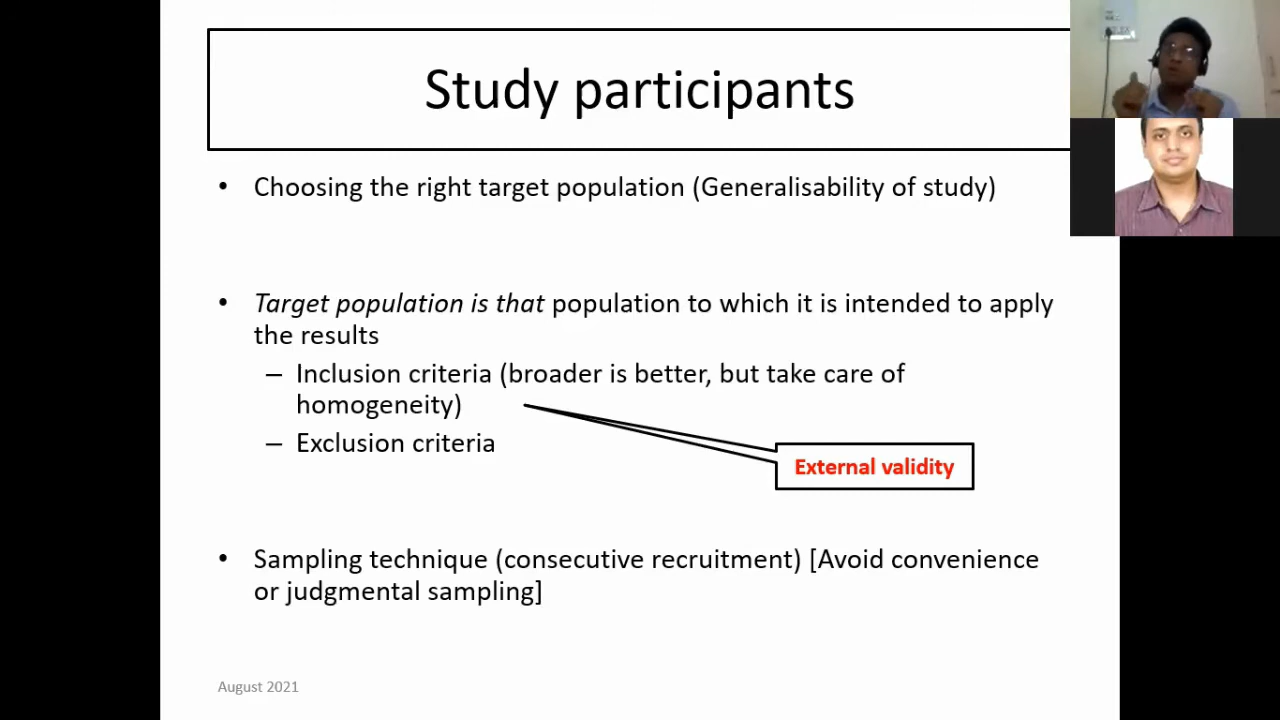 Study participants
• Choosing the right target population (Generalisability of study)
• Target population is that population to which it is intended to apply
the results
– Inclusion criteria (broader is better, but take care of
homogeneity)
– Exclusion criteria
External validity
• Sampling technique (consecutive recruitment) [Avoid convenience
or judgmental sampling]
August 2021